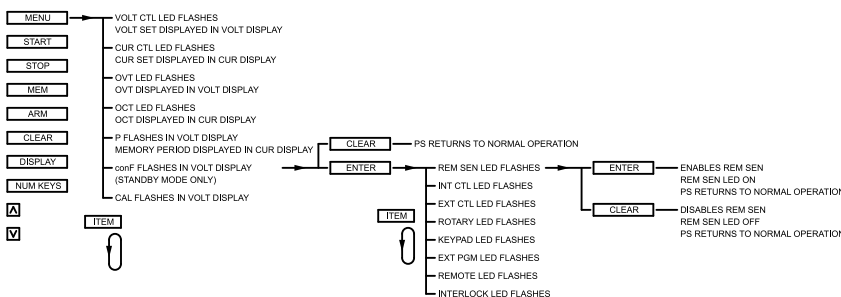 MENU
START
STOP
MEM
ARM
CLEAR
DISPLAY
NUM KEYS
VOLT CTL LED FLASHES
VOLT SET DISPLAYED IN VOLT DISPLAY
CUR CTL LED FLASHES
CUR SET DISPLAYED IN CUR DISPLAY
OVT LED FLASHES
OVT DISPLAYED IN VOLT DISPLAY
OCT LED FLASHES
OCT DISPLAYED IN CUR DISPLAY
P FLASHES IN VOLT DISPLAY
MEMORY PERIOD DISPLAYED IN CUR DISPLAY
conF FLASHES IN VOLT DISPLAY
(STANDBY MODE ONLY)
CAL FLASHES IN VOLT DISPLAY
ITEM
CLEAR
PS RETURNS TO NORMAL OPERATION
ENTER
ITEM
REM SEN LED FLASHES
INT CTL LED FLASHES
EXT CTL LED FLASHES
ROTARY LED FLASHES
KEYPAD LED FLASHES
EXT PGM LED FLASHES
REMOTE LED FLASHES
INTERLOCK LED FLASHES
ENTER
ENABLES REM SEN
REM SEN LED ON
PS RETURNS TO NORMAL OPERATION
CLEAR
DISABLES REM SEN
REM SEN LED OFF
PS RETURNS TO NORMAL OPERATION